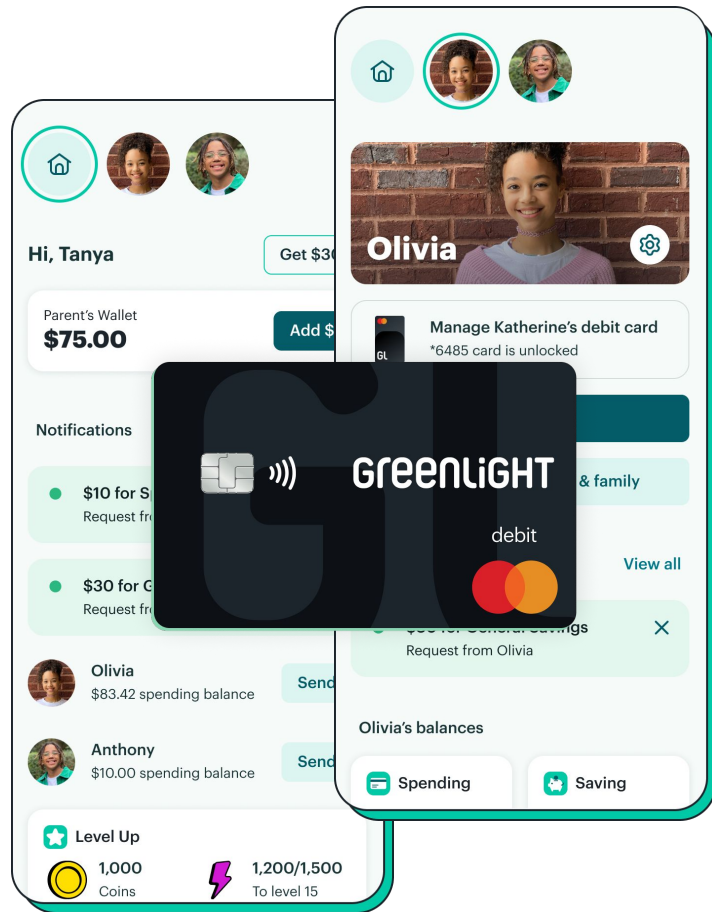 Hi, Tanya
Get $30
Parent's Wallet
$75.00
Add $
Notifications
$10 for S
Request fr
$30 for G
Request fr
Olivia
$83.42 spending balance
Send
Anthony
$10.00 spending balance
Send
Level Up
1,000
Coins
1,200/1,500
To level 15
Olivia
Manage Katherine's debit card
*6485 card is unlocked
GL
& family
View all
for General Savings
Request from Olivia
Olivia's balances
Spending
Saving
GL
GREENLiGHT
debit